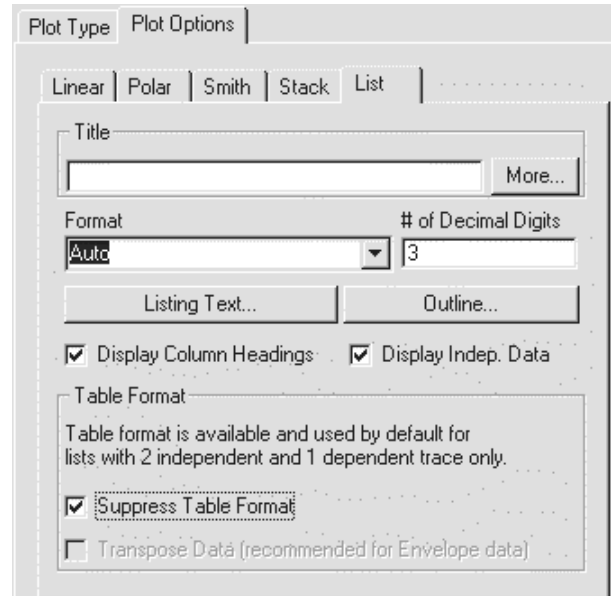 Plot Type Plot Options
Linear Polar Smith Stack List
Title
More...
Format # of Decimal Digits
Auto 3
Listing Text... Outline...
Display Column Headings Display Indep. Data
Table Format
Table format is available and used by default for
lists with 2 independent and 1 dependent trace only.
Suppress Table Format
Transpose Data (recommended for Envelope data)